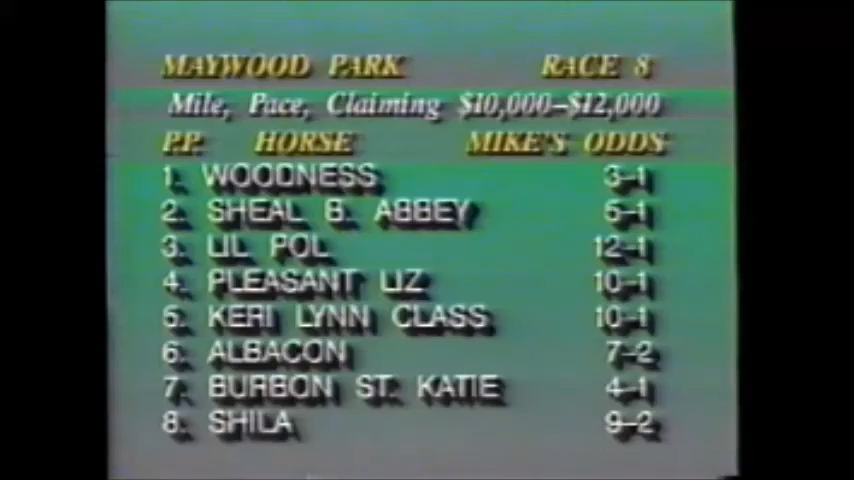 MAYWOOD PARK RACE 8
Mile, Pace, Claiming $10,000-$12,000
P.P. HORSE MIKE'S ODDS
1. WOODNESS 3-1
2. SHEAL B. ABBEY 5-1
3. LIL POL 12-1
4. PLEASANT LIZ 10-1
5. KERI LYNN CLASS 10-1
6. ALBACON 7-2
7. BURBON ST. KATIE 4-1
8. SHILA 9-2